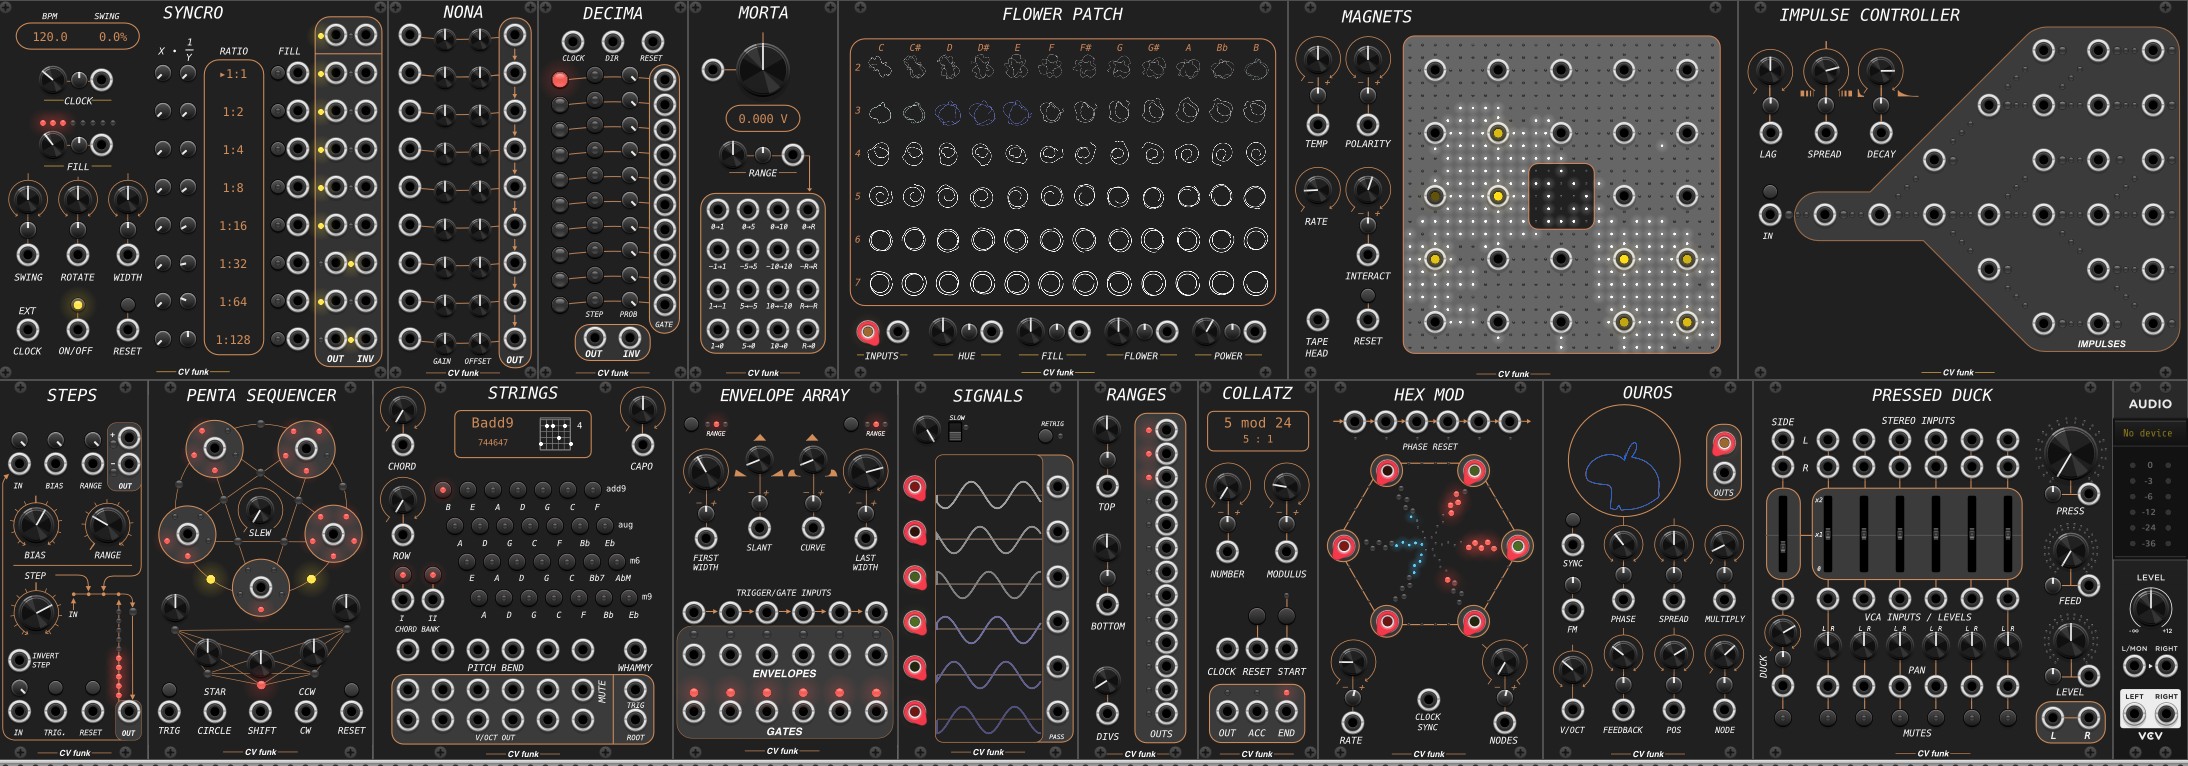 SYNCRO
BPM SWING
120.0 0.0%
X • 1/Y RATIO FILL
▸1:1
1:2
1:4
1:8
1:16
1:32
1:64
1:128
CLOCK
FILL
SWING ROTATE WIDTH
EXT
CLOCK ON/OFF RESET
OUT INV
CV funk
NONA
GAIN OFFSET OUT
CV funk
DECIMA
CLOCK DIR RESET
STEP PROB
GATE
OUT INV
CV funk
MORTA
0.000 V
RANGE
0→1 0→5 0→10 0→R
-1→1 -5→5 -10→10 -R→R
1→-1 5→-5 10→-10 R→-R
1→0 5→0 10→0 R→0
CV funk
FLOWER PATCH
C C# D D# E F F# G G# A Bb B
2
3
4
5
6
7
INPUTS HUE FILL FLOWER POWER
CV funk
MAGNETS
TEMP POLARITY
RATE
INTERACT
TAPE
HEAD
RESET
CV funk
IMPULSE CONTROLLER
LAG SPREAD DECAY
IN
IMPULSES
CV funk
STEPS
IN BIAS RANGE OUT
+
-
BIAS RANGE
STEP
IN
INVERT
STEP
IN TRIG. RESET OUT
CV funk
PENTA SEQUENCER
SLEW
STAR CCW
TRIG CIRCLE SHIFT CW RESET
CV funk
STRINGS
Badd9
744647
4
CHORD CAPO
ROW
B E A D G C F add9
A D G C F Bb Eb aug
E A D G C Bb7 AbM m6
A D G C F Bb Eb m9
I II
CHORD BANK
PITCH BEND WHAMMY
MUTE
TRIG
V/OCT OUT ROOT
CV funk
ENVELOPE ARRAY
RANGE RANGE
FIRST
WIDTH
SLANT CURVE
LAST
WIDTH
TRIGGER/GATE INPUTS
ENVELOPES
GATES
CV funk
SIGNALS
SLOW
RETRIG
PASS
CV funk
RANGES
TOP
BOTTOM
DIVS OUTS
CV funk
COLLATZ
5 mod 24
5 : 1
NUMBER MODULUS
CLOCK RESET START
OUT ACC END
CV funk
HEX MOD
PHASE RESET
RATE
CLOCK
SYNC
NODES
CV funk
OUROS
OUTS
SYNC
FM
PHASE SPREAD MULTIPLY
V/OCT FEEDBACK POS NODE
CV funk
PRESSED DUCK
SIDE STEREO INPUTS
L
R
x2
x1
0
PRESS
FEED
VCA INPUTS / LEVELS
L R L R L R L R L R L R
DUCK
PAN
LEVEL
MUTES
L R
CV funk
AUDIO
No device
0
-3
-6
-12
-24
-36
LEVEL
-∞ +12
L/MON RIGHT
LEFT RIGHT
VCV